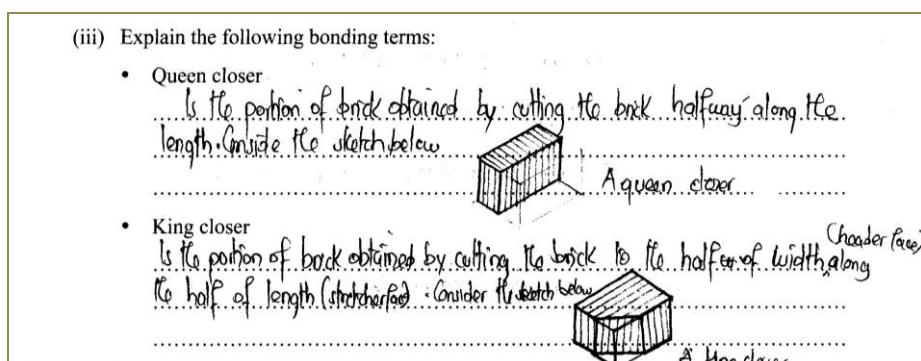 (iii) Explain the following bonding terms:
• Queen closer
Is the portion of brick obtained by cutting the brick halfway along the
length. Conside the sketch below
A queen closer
• King closer
(header face)
Is the portion of brick obtained by cutting the brick to the half of width, along
the half of length (stretcher face). Consider the sketch below
A king closer